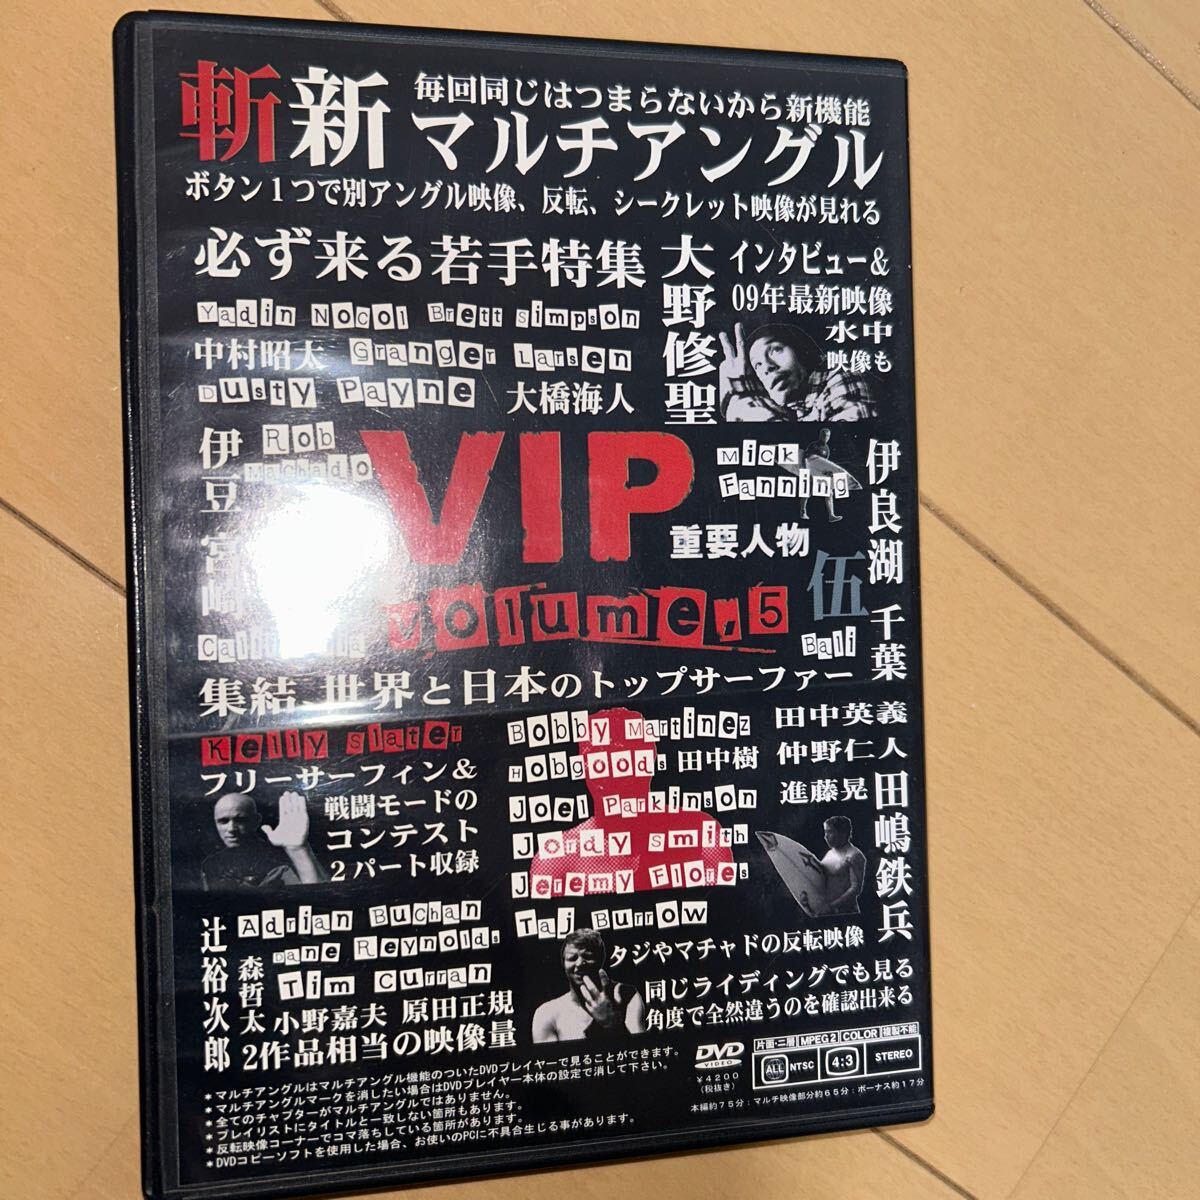 斬新
毎回同じはつまらないから新機能
マルチアングル
ボタン1つで別アングル映像、反転、シークレット映像が見れる
必ず来る若手特集
Yadin Nocol Brett Simpson
中村昭太 Granger Larsen
Dusty Payne 大橋海人
大野修聖
インタビュー&
09年最新映像
水中
映像も
伊豆
Rob
Machado
VIP
volume,5
Mick
Fanning
重要人物
伍
伊良湖 千葉
Bali
集結、世界と日本のトップサーファー
Kelly Slater
フリーサーフィン&
戦闘モードの
コンテスト
2パート収録
Bobby Martinez
Hobgoods 田中樹
Joel Parkinson
Jordy Smith
Jeremy Flores
Taj Burrow
田中英義
仲野仁人
進藤晃
田嶋鉄兵
辻裕次郎
森哲太
Adrian Buchan
Dane Reynolds
Tim Curran
小野嘉夫 原田正規
2作品相当の映像量
タジやマチャドの反転映像
同じライディングでも見る
角度で全然違うのを確認出来る
*マルチアングルはマルチアングル機能のついたDVDプレイヤーで見ることができます。
*マルチアングルマークを消したい場合はDVDプレイヤー本体の設定で消して下さい。
*全てのチャプターがマルチアングルではありません。
*プレイリストにタイトルと一致しない箇所もあります。
*反転映像コーナーでコマ落ちしている箇所があります。
*DVDコピーソフトを使用した場合、お使いのPCに不具合生じる事があります。
DVD
VIDEO
¥4200
(税抜き)
片面・二層 MPEG2 COLOR 複製不能
ALL NTSC 4:3 STEREO
本編約75分:マルチ映像部分約65分:ボーナス約17分